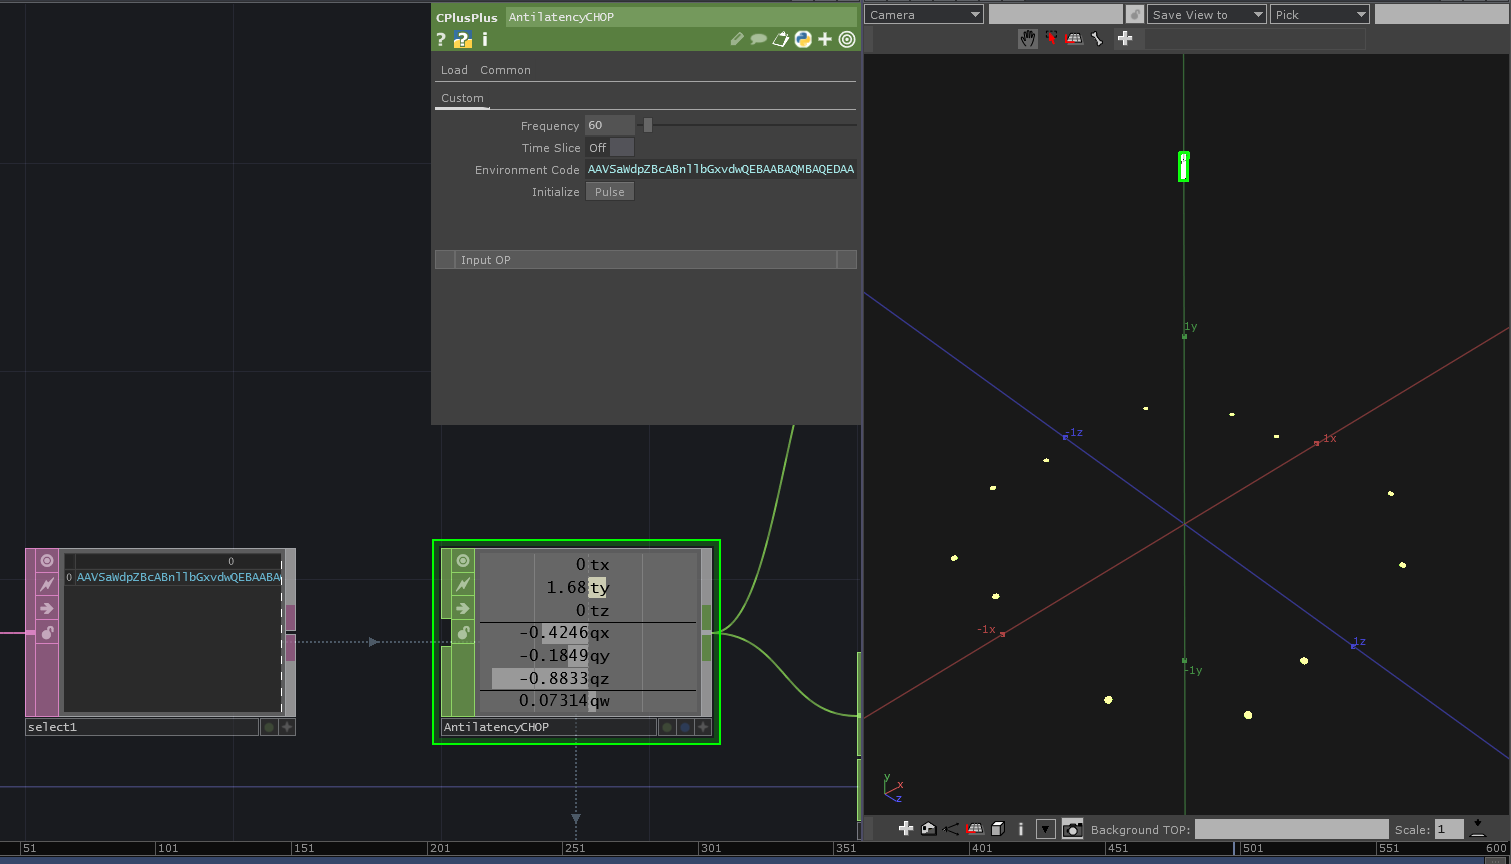 CPlusPlus AntilatencyCHOP
? ? i
Load Common
Custom
Frequency 60
Time Slice Off
Environment Code AAVSaWdpZBcABnllbGxvdwQEBAABAQMBAQEDAA
Initialize Pulse
Input OP
0
0 AAVSaWdpZBcABnllbGxvdwQEBAABA
select1
0 tx
1.68 ty
0 tz
-0.4246 qx
-0.1849 qy
-0.8833 qz
0.07314 qw
AntilatencyCHOP
Camera Save View to Pick
1y
-1z
1x
-1x
1z
-1y
y
x
z
i Background TOP: Scale: 1
51 101 151 201 251 301 351 401 451 501 551 600